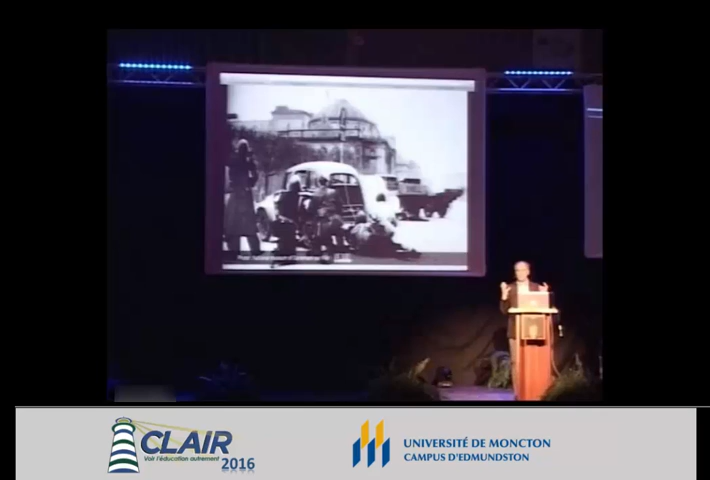 CLAIR
Voir l'éducation autrement
2016
UNIVERSITÉ DE MONCTON
CAMPUS D'EDMUNDSTON